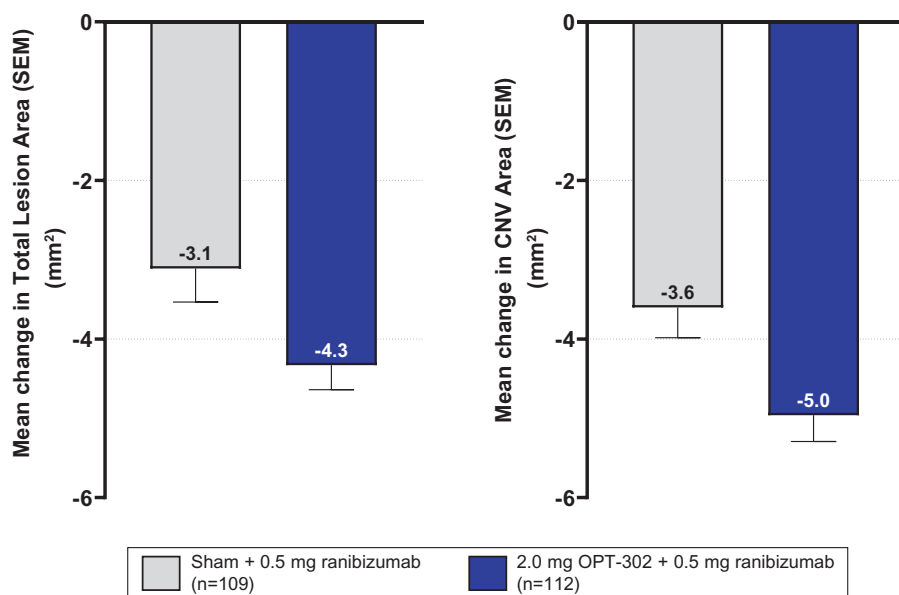 Mean change in Total Lesion Area (SEM)
(mm²)
0
-2
-4
-6
-3.1
-4.3
Mean change in CNV Area (SEM)
(mm²)
0
-2
-4
-6
-3.6
-5.0
Sham + 0.5 mg ranibizumab
(n=109)
2.0 mg OPT-302 + 0.5 mg ranibizumab
(n=112)